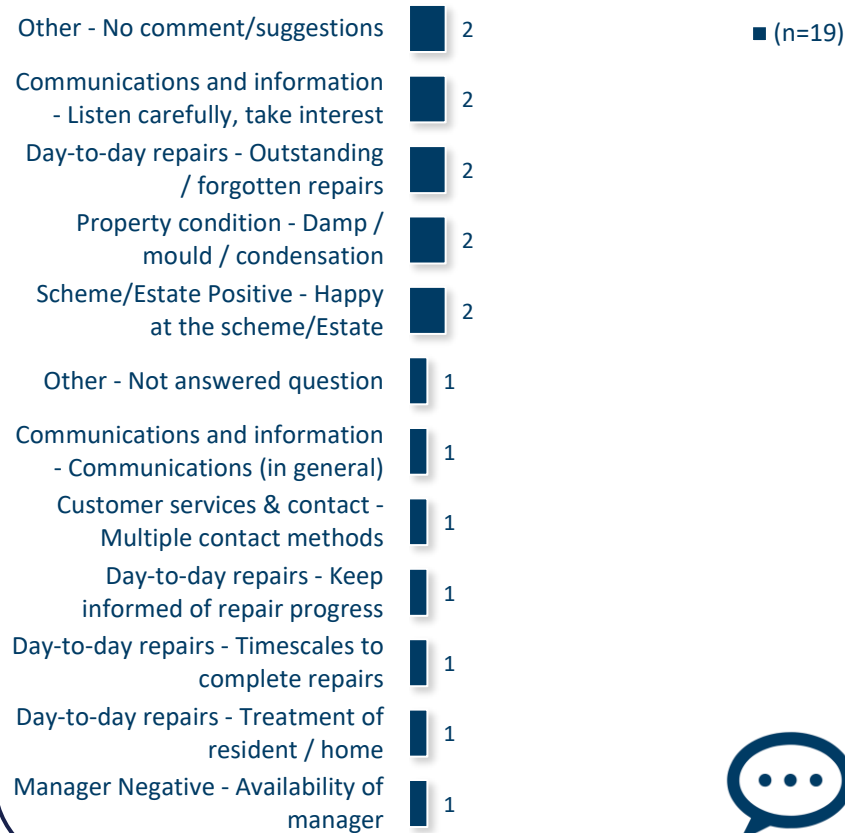 Other - No comment/suggestions 2
(n=19)
Communications and information
- Listen carefully, take interest 2
Day-to-day repairs - Outstanding
/ forgotten repairs 2
Property condition - Damp /
mould / condensation 2
Scheme/Estate Positive - Happy
at the scheme/Estate 2
Other - Not answered question 1
Communications and information
- Communications (in general) 1
Customer services & contact -
Multiple contact methods 1
Day-to-day repairs - Keep
informed of repair progress 1
Day-to-day repairs - Timescales to
complete repairs 1
Day-to-day repairs - Treatment of
resident / home 1
Manager Negative - Availability of
manager 1